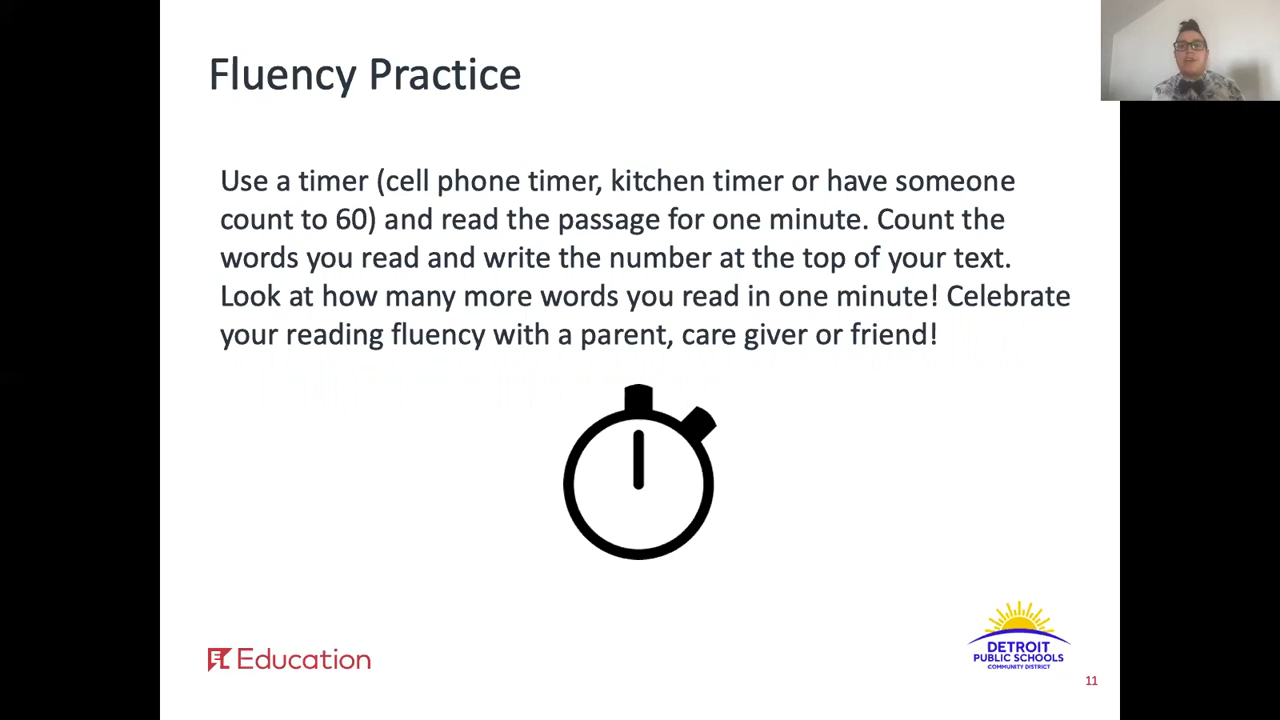 Fluency Practice
Use a timer (cell phone timer, kitchen timer or have someone
count to 60) and read the passage for one minute. Count the
words you read and write the number at the top of your text.
Look at how many more words you read in one minute! Celebrate
your reading fluency with a parent, care giver or friend!
EL Education
DETROIT
PUBLIC SCHOOLS
COMMUNITY DISTRICT
11